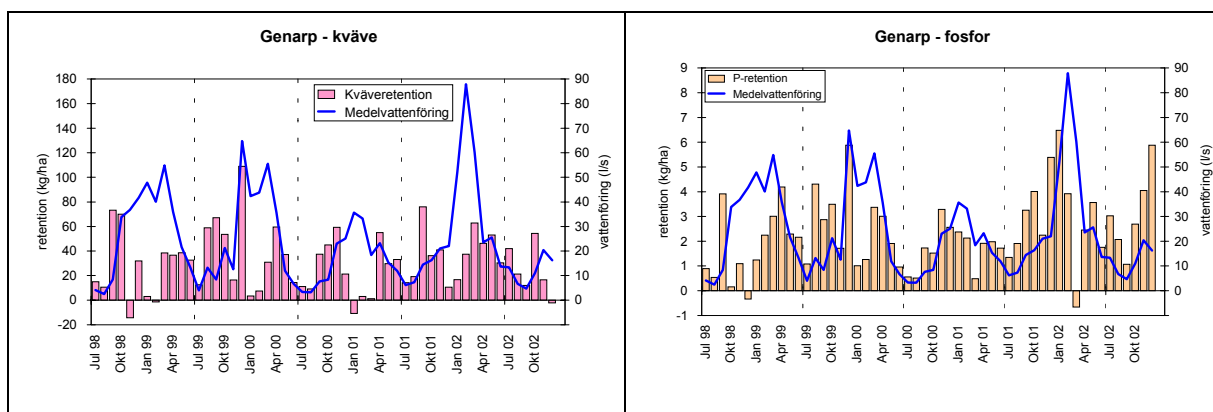 Genarp - kväve
Kväveretention
Medelvattenföring
retention (kg/ha)
180
160
140
120
100
80
60
40
20
0
-20
vattenföring (l/s)
90
80
70
60
50
40
30
20
10
0
Jul 98
Okt 98
Jan 99
Apr 99
Jul 99
Okt 99
Jan 00
Apr 00
Jul 00
Okt 00
Jan 01
Apr 01
Jul 01
Okt 01
Jan 02
Apr 02
Jul 02
Okt 02
Genarp - fosfor
P-retention
Medelvattenföring
retention (kg/ha)
9
8
7
6
5
4
3
2
1
0
-1
vattenföring (l/s)
90
80
70
60
50
40
30
20
10
0
Jul 98
Okt 98
Jan 99
Apr 99
Jul 99
Okt 99
Jan 00
Apr 00
Jul 00
Okt 00
Jan 01
Apr 01
Jul 01
Okt 01
Jan 02
Apr 02
Jul 02
Okt 02